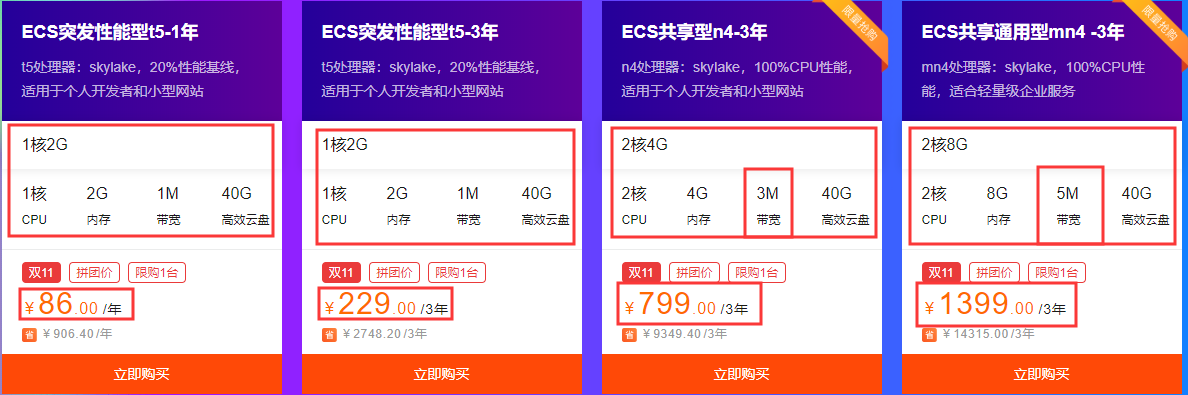 ECS突发性能型t5-1年
t5处理器：skylake，20%性能基线，
适用于个人开发者和小型网站
1核2G
1核 2G 1M 40G
CPU 内存 带宽 高效云盘
双11 拼团价 限购1台
￥86.00 /年
省 ￥906.40/年
立即购买
ECS突发性能型t5-3年
t5处理器：skylake，20%性能基线，
适用于个人开发者和小型网站
1核2G
1核 2G 1M 40G
CPU 内存 带宽 高效云盘
双11 拼团价 限购1台
￥229.00 /3年
省 ￥2748.20/3年
立即购买
限量抢购
ECS共享型n4-3年
n4处理器：skylake，100%CPU性能，
适用于个人开发者和小型网站
2核4G
2核 4G 3M 40G
CPU 内存 带宽 高效云盘
双11 拼团价 限购1台
￥799.00 /3年
省 ￥9349.40/3年
立即购买
限量抢购
ECS共享通用型mn4 -3年
mn4处理器：skylake，100%CPU性
能，适合轻量级企业服务
2核8G
2核 8G 5M 40G
CPU 内存 带宽 高效云盘
双11 拼团价 限购1台
￥1399.00 /3年
省 ￥14315.00/3年
立即购买